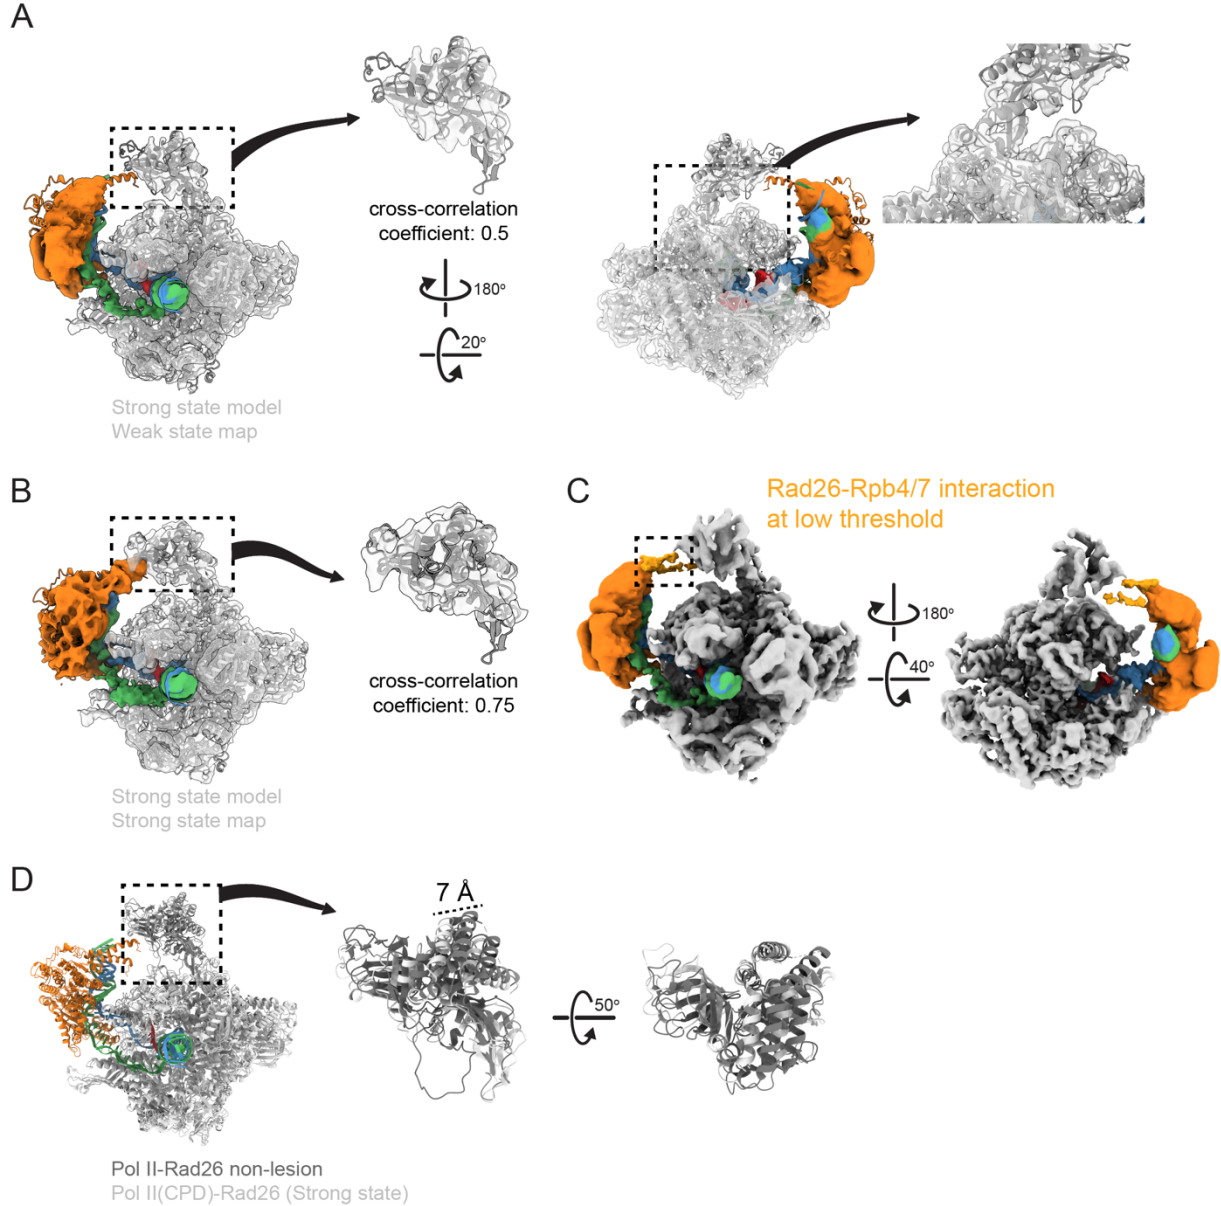 A
cross-correlation
coefficient: 0.5
180°
20°
Strong state model
Weak state map
B
cross-correlation
coefficient: 0.75
Strong state model
Strong state map
C
Rad26-Rpb4/7 interaction
at low threshold
180°
40°
D
7 Å
50°
Pol II-Rad26 non-lesion
Pol II(CPD)-Rad26 (Strong state)